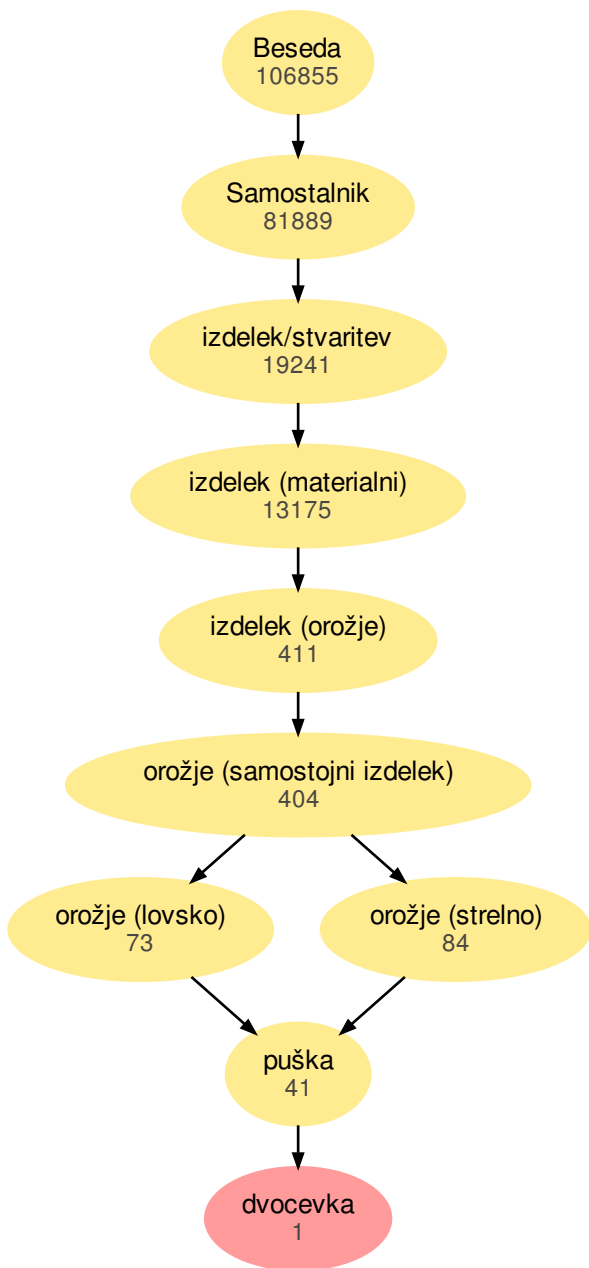 Beseda
106855
Samostalnik
81889
izdelek/stvaritev
19241
izdelek (materialni)
13175
izdelek (orožje)
411
orožje (samostojni izdelek)
404
orožje (lovsko)
73
orožje (strelno)
84
puška
41
dvocevka
1